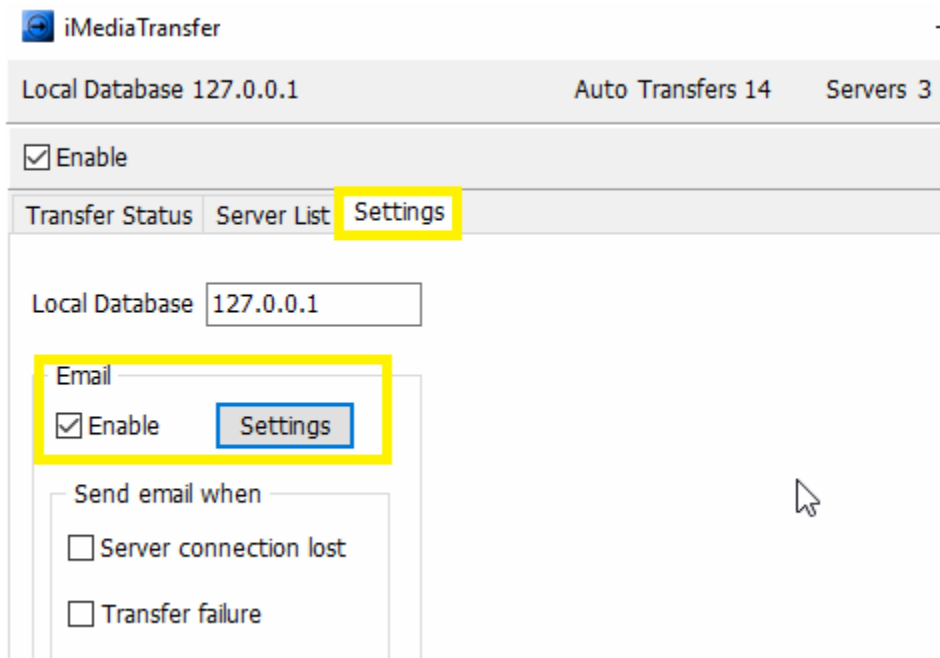 iMediaTransfer
Local Database 127.0.0.1 Auto Transfers 14 Servers 3
Enable
Transfer Status Server List Settings
Local Database 127.0.0.1
Email
Enable Settings
Send email when
Server connection lost
Transfer failure